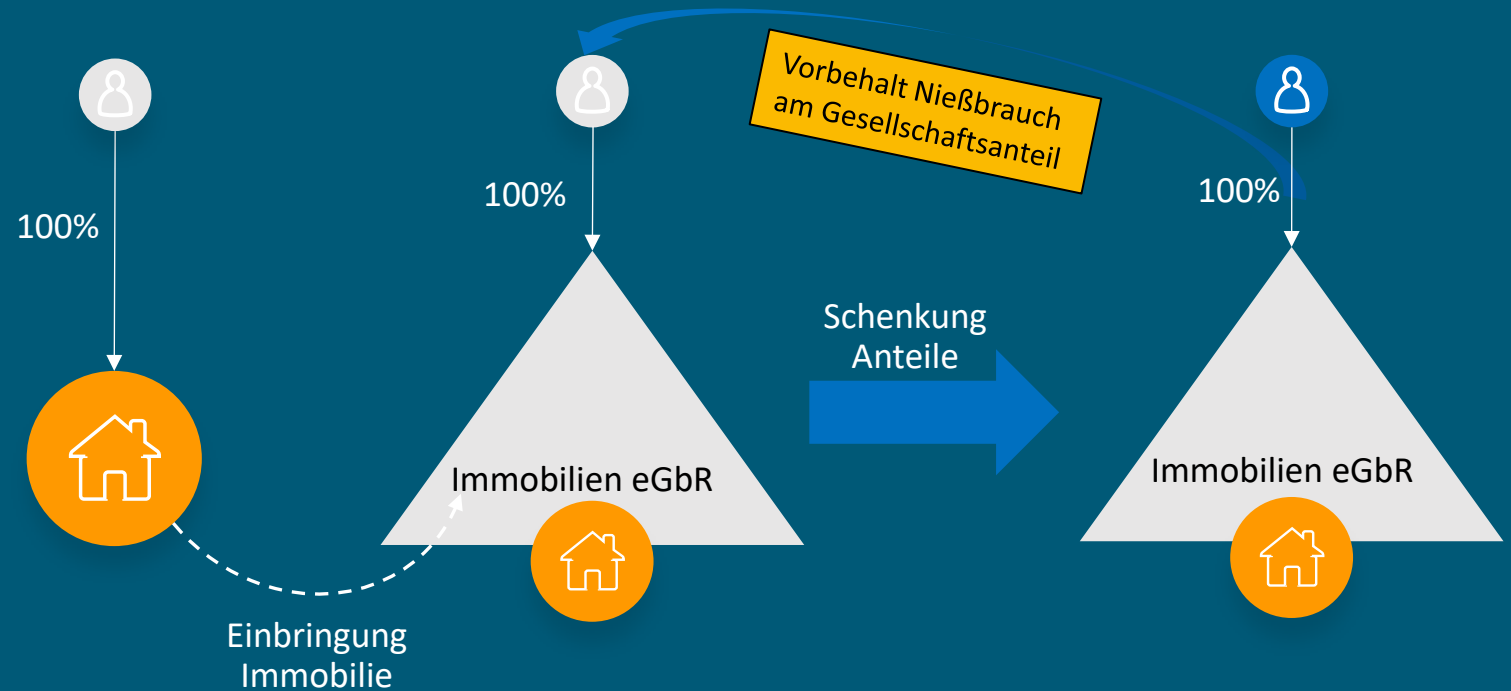 Vorbehalt Nießbrauch
am Gesellschaftsanteil
100%
100%
100%
Schenkung
Anteile
Immobilien eGbR
Immobilien eGbR
Einbringung
Immobilie